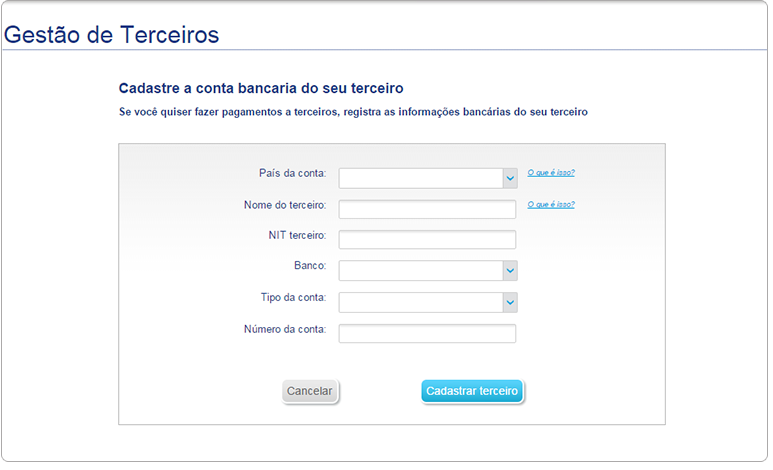 Gestão de Terceiros
Cadastre a conta bancaria do seu terceiro
Se você quiser fazer pagamentos a terceiros, registra as informações bancárias do seu terceiro
País da conta: O que é isso?
Nome do terceiro: O que é isso?
NIT terceiro:
Banco:
Tipo da conta:
Número da conta:
Cancelar Cadastrar terceiro